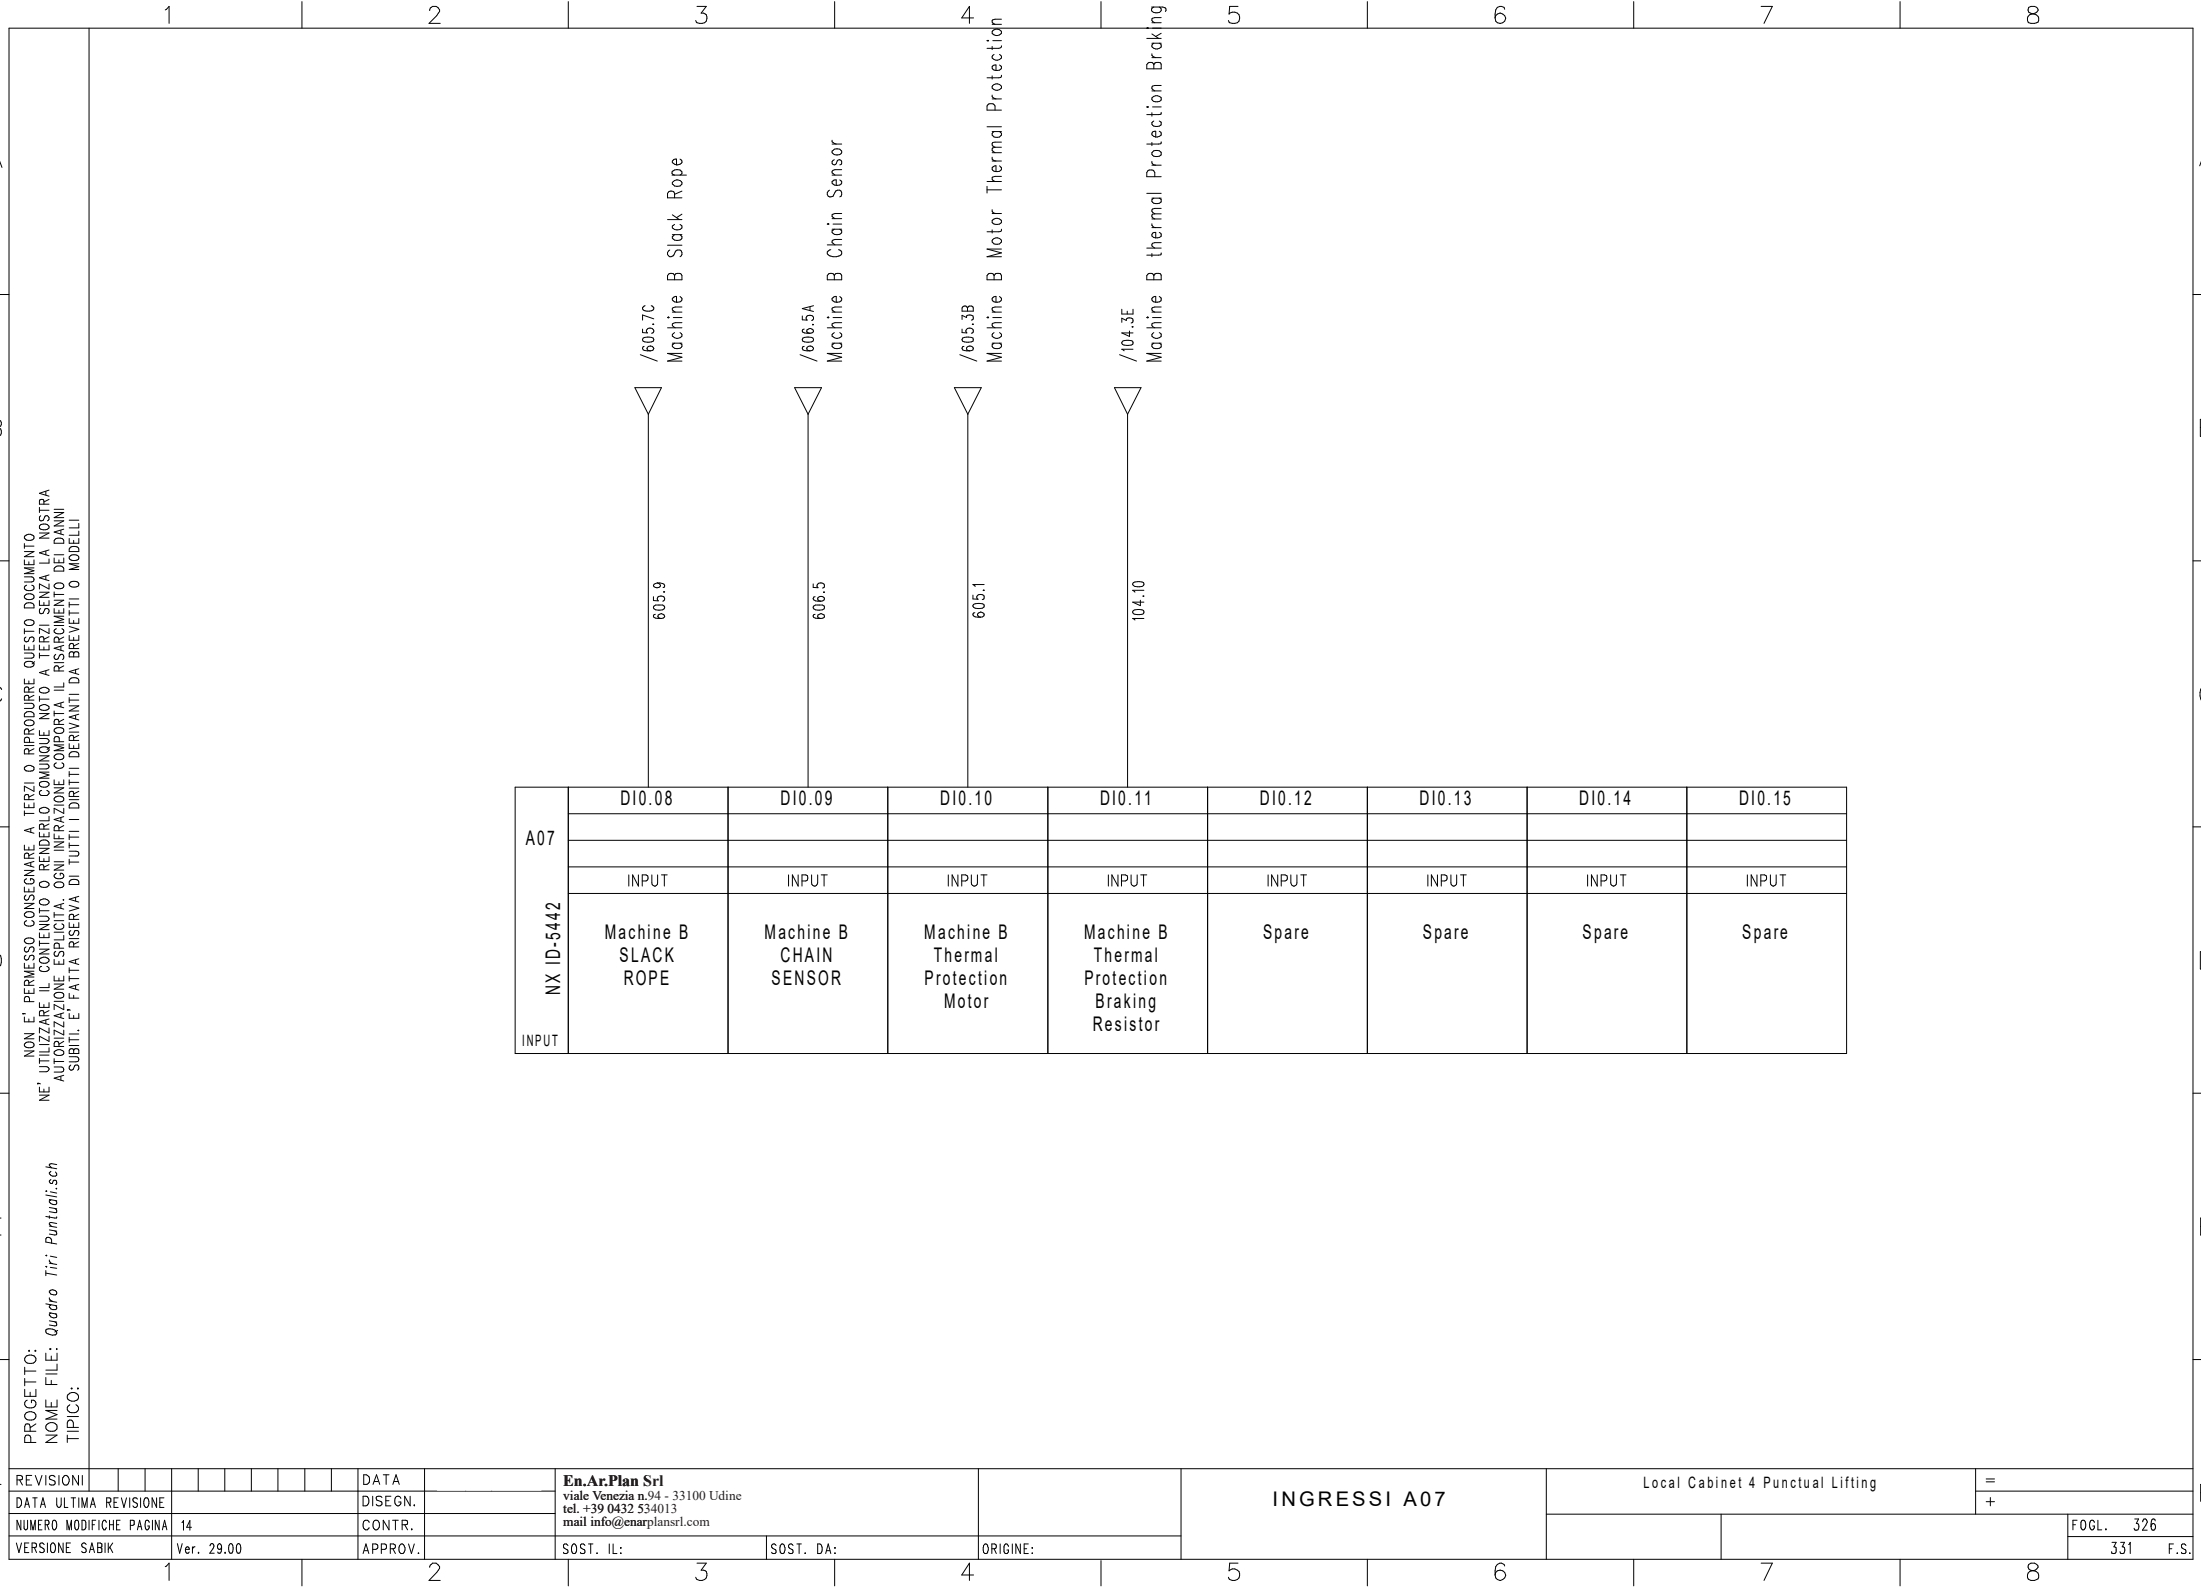 1 2 3 4 5 6 7 8
/605.7C
Machine B Slack Rope
/606.5A
Machine B Chain Sensor
/605.3B
Machine B Motor Thermal Protection
/104.3E
Machine B thermal Protection Braking
605.9
606.5
605.1
104.10
DI0.08 DI0.09 DI0.10 DI0.11 DI0.12 DI0.13 DI0.14 DI0.15
A07
INPUT INPUT INPUT INPUT INPUT INPUT INPUT INPUT
NX ID-5442
INPUT
Machine B
SLACK
ROPE
Machine B
CHAIN
SENSOR
Machine B
Thermal
Protection
Motor
Machine B
Thermal
Protection
Braking
Resistor
Spare
Spare
Spare
Spare
NON E' PERMESSO CONSEGNARE A TERZI O RIPRODURRE QUESTO DOCUMENTO
NE' UTILIZZARE IL CONTENUTO O RENDERLO COMUNQUE NOTO A TERZI SENZA LA NOSTRA
AUTORIZZAZIONE ESPLICITA. OGNI INFRAZIONE COMPORTA IL RISARCIMENTO DEI DANNI
SUBITI. E' FATTA RISERVA DI TUTTI I DIRITTI DERIVANTI DA BREVETTI O MODELLI
PROGETTO:
NOME FILE: Quadro Tiri Puntuali.sch
TIPICO:
REVISIONI
DATA ULTIMA REVISIONE
NUMERO MODIFICHE PAGINA 14
VERSIONE SABIK Ver. 29.00
DATA
DISEGN.
CONTR.
APPROV.
En.Ar.Plan Srl
viale Venezia n.94 - 33100 Udine
tel. +39 0432 534013
mail info@enarplansrl.com
SOST. IL: SOST. DA: ORIGINE:
INGRESSI A07
Local Cabinet 4 Punctual Lifting
=
+
FOGL. 326
331 F.S.
1 2 3 4 5 6 7 8